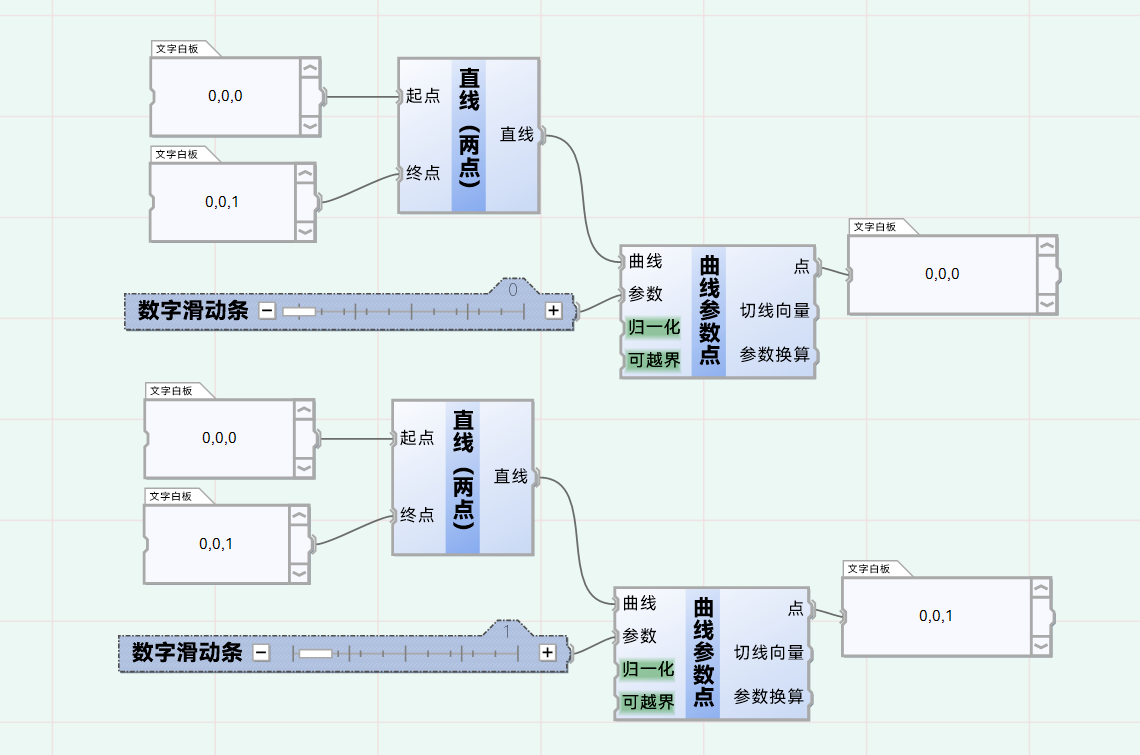 文字白板
0,0,0
文字白板
0,0,1
起点
终点
直线（两点）
直线
数字滑动条
0
曲线
参数
归一化
可越界
曲线参数点
点
切线向量
参数换算
文字白板
0,0,0
文字白板
0,0,0
文字白板
0,0,1
起点
终点
直线（两点）
直线
数字滑动条
1
曲线
参数
归一化
可越界
曲线参数点
点
切线向量
参数换算
文字白板
0,0,1